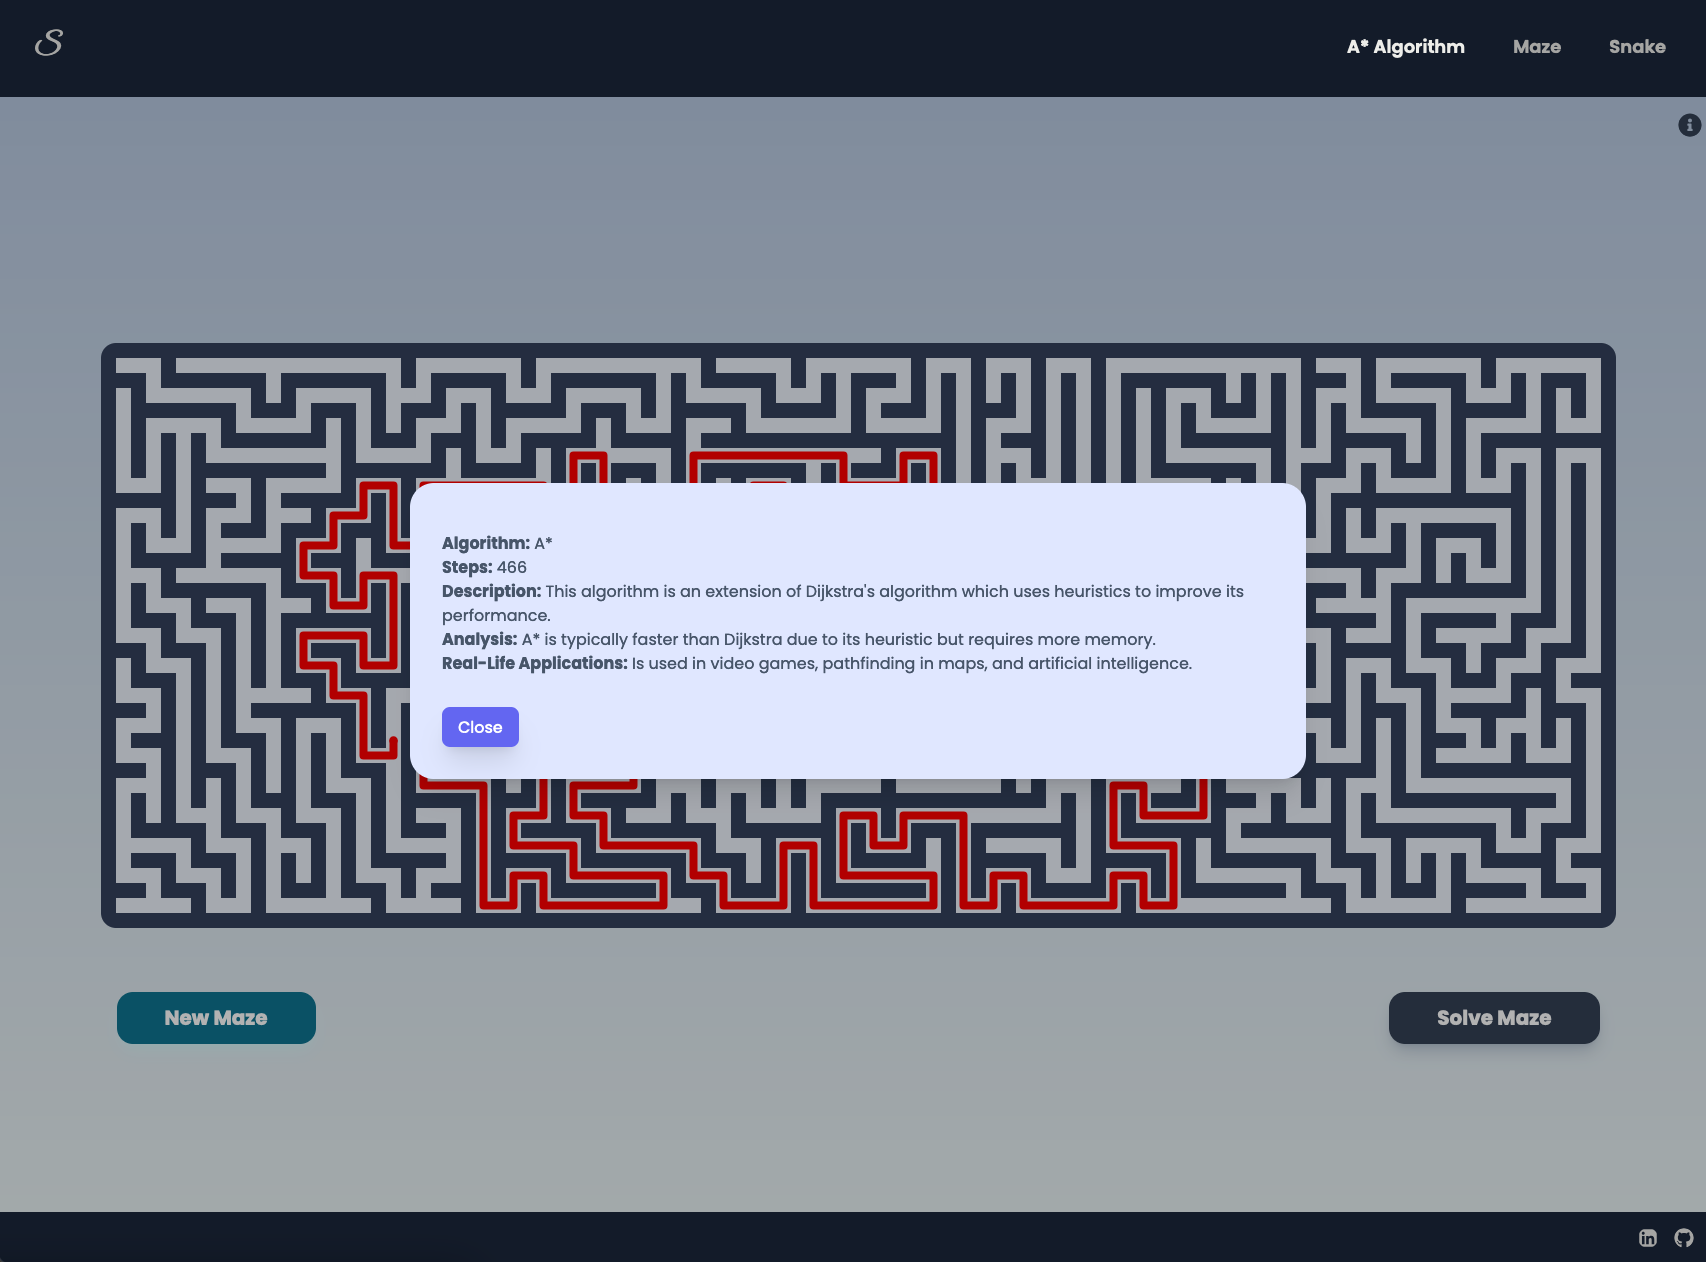 S
A* Algorithm Maze Snake
Algorithm: A*
Steps: 466
Description: This algorithm is an extension of Dijkstra's algorithm which uses heuristics to improve its
performance.
Analysis: A* is typically faster than Dijkstra due to its heuristic but requires more memory.
Real-Life Applications: Is used in video games, pathfinding in maps, and artificial intelligence.
Close
New Maze
Solve Maze
in